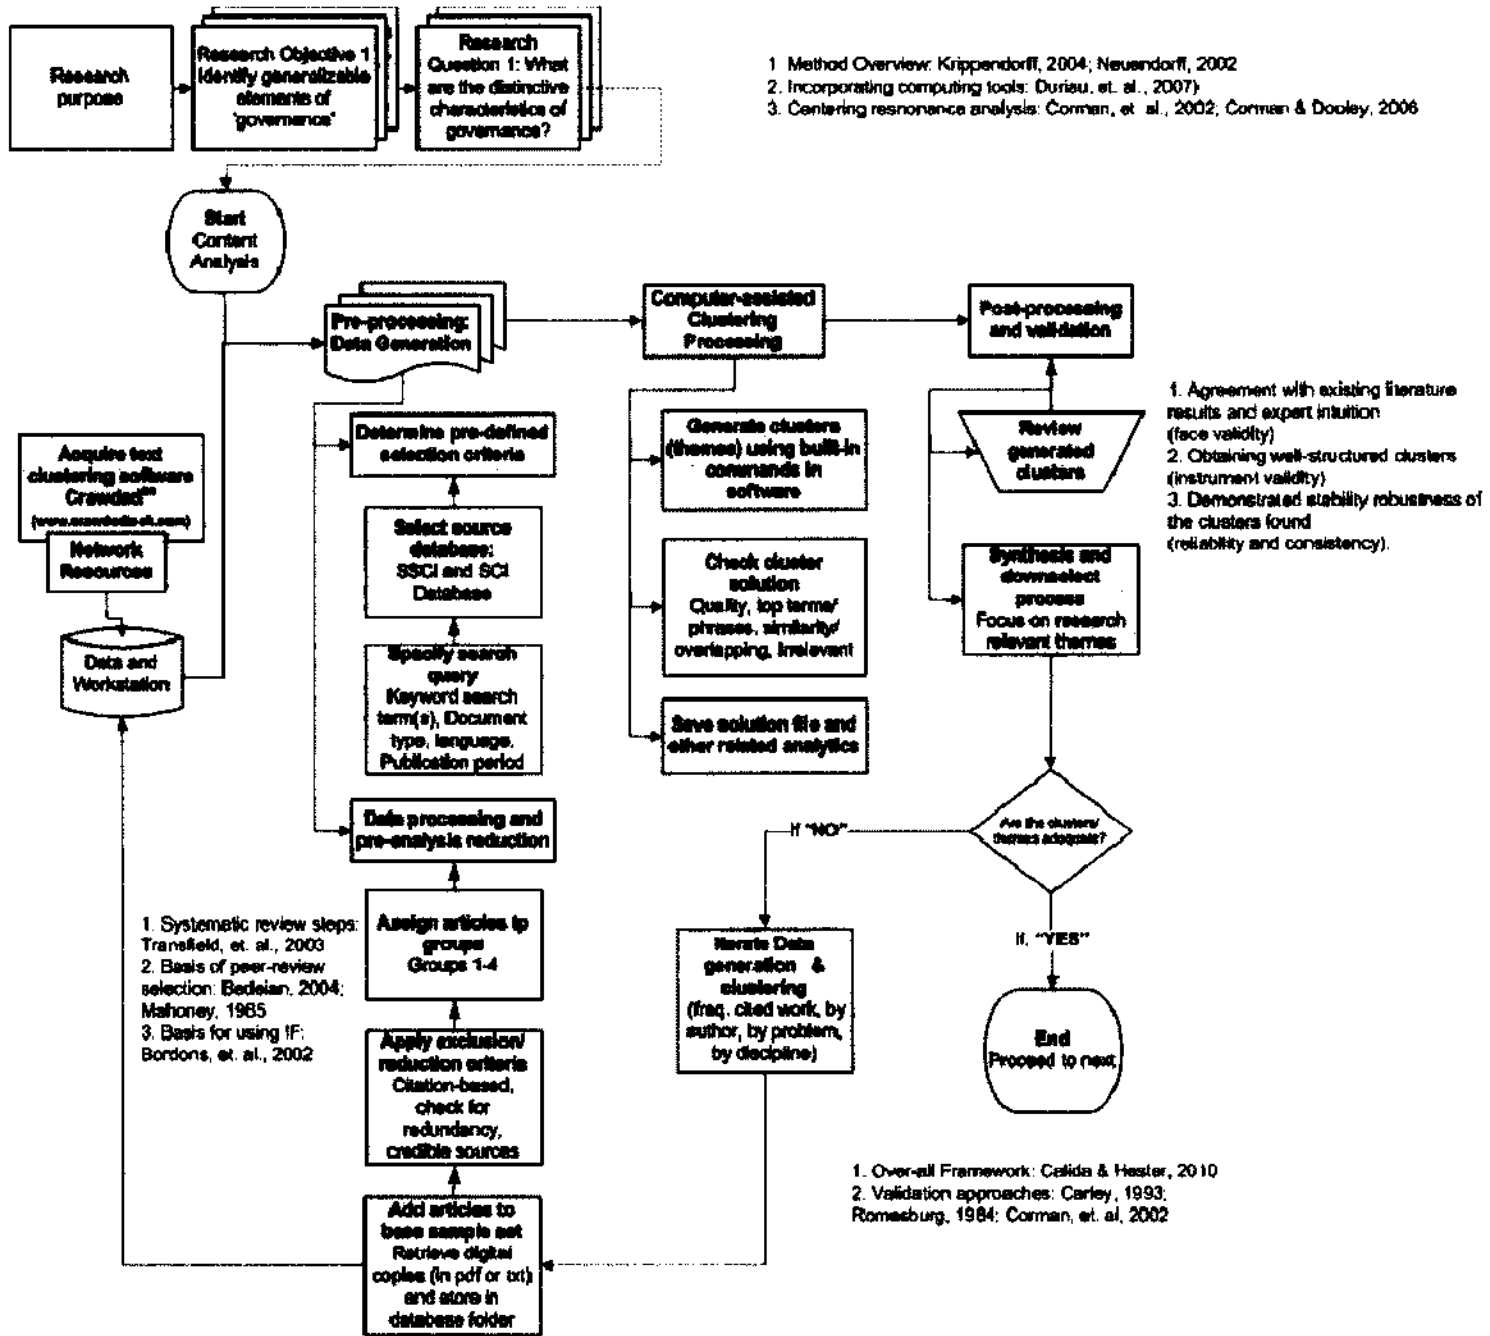 Research
purpose
Research Objective 1
Identify generalizable
elements of
'governance'
Research
Question 1: What
are the distinctive
characteristics of
governance?
1 Method Overview: Krippendorff, 2004; Neuendorff, 2002
2. Incorporating computing tools: Duriau, et. al., 2007)
3. Centering resnonance analysis: Corman, et al., 2002; Corman & Dooley, 2006
Start
Content
Analysis
Pre-processing:
Data Generation
Computer-assisted
Clustering
Processing
Post-processing
and validation
Acquire text
clustering software
Crawdad
Network
Resources
Data and
Workstation
Determine pre-defined
selection criteria
Select source
database:
SSCI and SCI
Database
Specify search
query
Keyword search
term(s), Document
type, language,
Publication period
Data processing and
pre-analysis reduction
Assign articles to
groups
Groups 1-4
Apply exclusion/
reduction criteria
Citation-based,
check for
redundancy,
credible sources
Add articles to
base sample set
Retrieve digital
copies (in pdf or txt)
and store in
database folder
Generate clusters
(themes) using built-in
commands in
software
Check cluster
solution
Quality, top terms/
phrases, similarity/
overlapping, Irrelevant
Save solution file and
other related analytics
Review
generated
clusters
1. Agreement with existing literature
results and expert intuition
(face validity)
2. Obtaining well-structured clusters
(instrument validity)
3. Demonstrated stability robustness of
the clusters found
(reliability and consistency).
Synthesis and
downselect
process
Focus on research
relevant themes
Are the clusters/
themes adequate?
If "NO"
If, "YES"
Iterate Data
generation &
clustering
(freq. cited work, by
author, by problem,
by discipline)
End
Proceed to next
1. Systematic review steps:
Transfield, et. al., 2003
2. Basis of peer-review
selection: Bedeian, 2004;
Mahoney, 1985
3. Basis for using IF:
Bordons, et. al., 2002
1. Over-all Framework: Calida & Hester, 2010
2. Validation approaches: Carley, 1993;
Romesburg, 1984; Corman, et. al, 2002